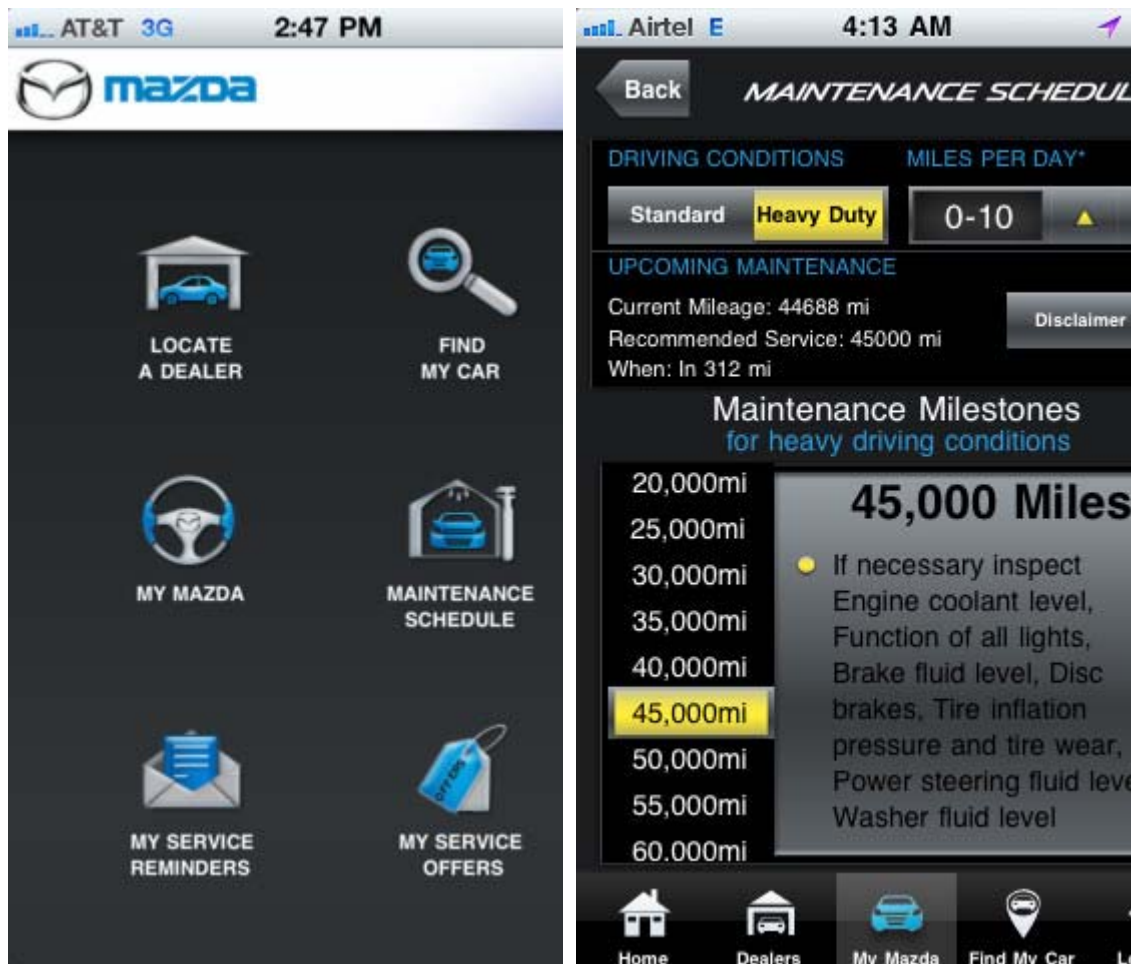 AT&T 3G 2:47 PM
mazda
LOCATE
A DEALER
FIND
MY CAR
MY MAZDA
MAINTENANCE
SCHEDULE
OFFERS
MY SERVICE
REMINDERS
MY SERVICE
OFFERS
Airtel E 4:13 AM
Back MAINTENANCE SCHEDUL
DRIVING CONDITIONS MILES PER DAY*
Standard Heavy Duty 0-10
UPCOMING MAINTENANCE
Current Mileage: 44688 mi
Disclaimer
Recommended Service: 45000 mi
When: In 312 mi
Maintenance Milestones
for heavy driving conditions
20,000mi
25,000mi
30,000mi
35,000mi
40,000mi
45,000mi
50,000mi
55,000mi
60,000mi
45,000 Miles
If necessary inspect
Engine coolant level,
Function of all lights,
Brake fluid level, Disc
brakes, Tire inflation
pressure and tire wear,
Power steering fluid leve
Washer fluid level
Home Dealers My Mazda Find My Car